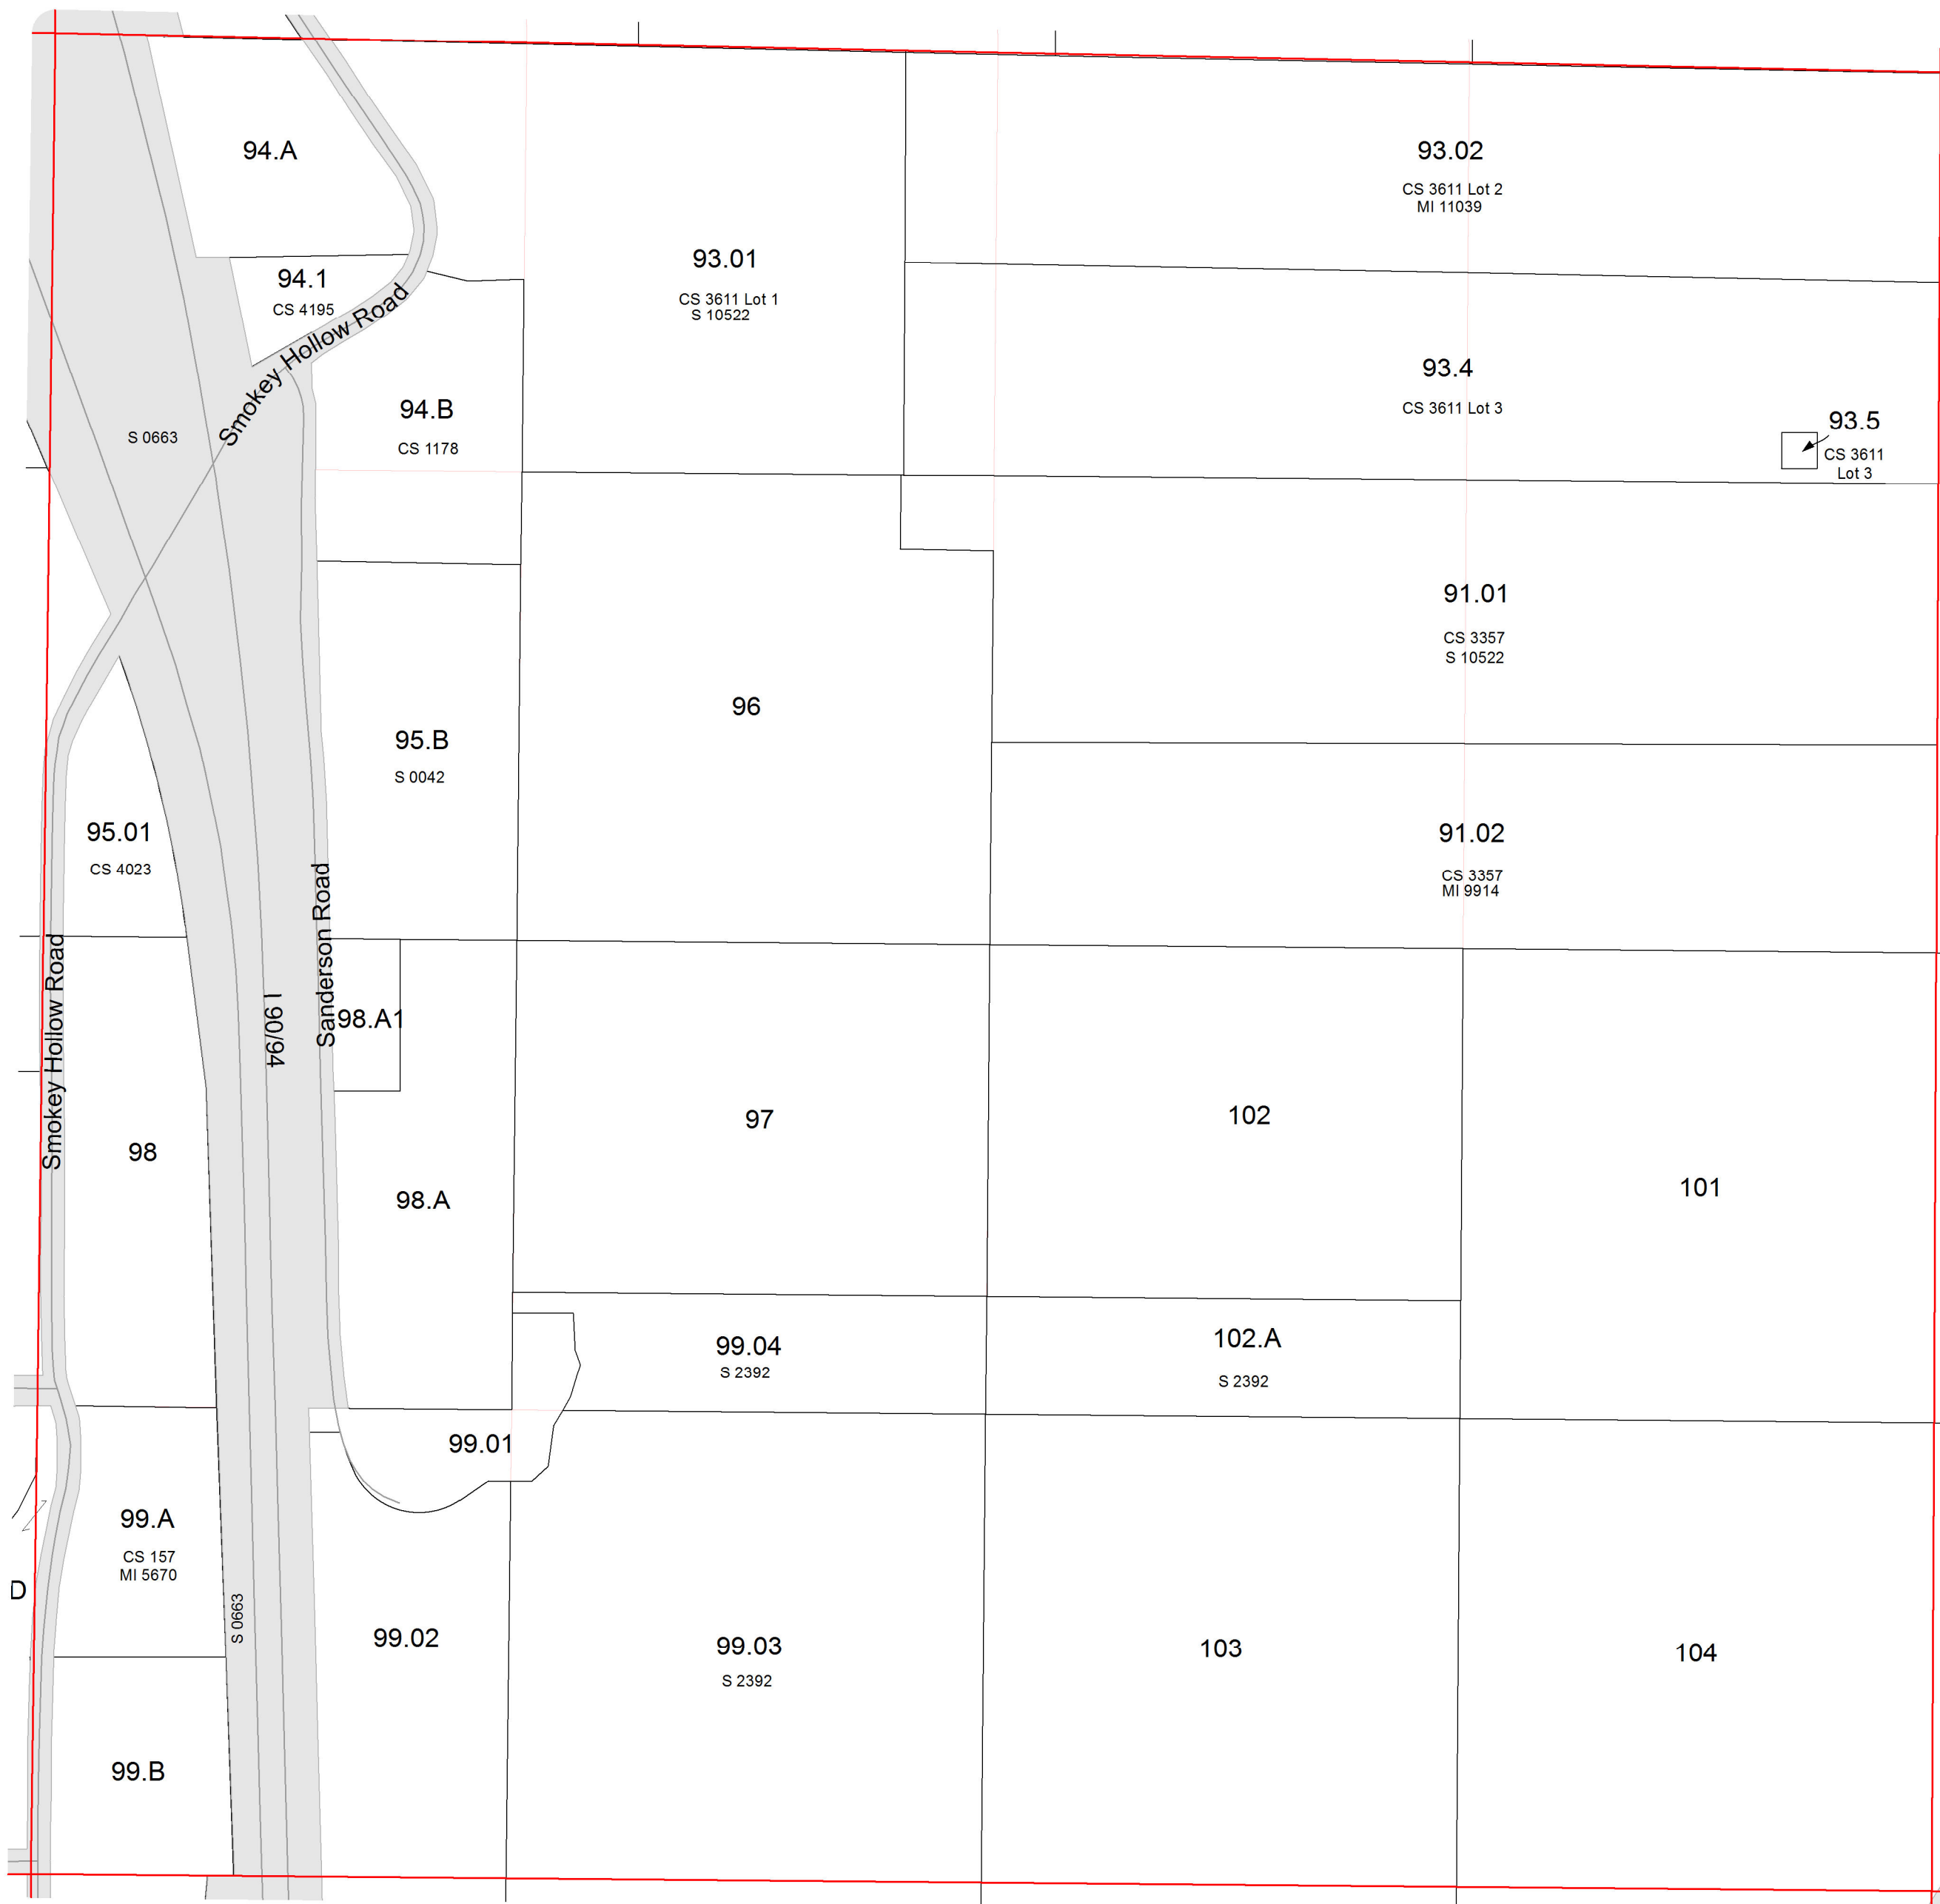 94.A
93.02
CS 3611 Lot 2
MI 11039
94.1
CS 4195
93.01
CS 3611 Lot 1
S 10522
Smokey Hollow Road
93.4
CS 3611 Lot 3
94.B
CS 1178
S 0663
93.5
CS 3611
Lot 3
91.01
CS 3357
S 10522
96
95.B
S 0042
95.01
CS 4023
91.02
CS 3357
MI 9914
Smokey Hollow Road
I 90/94
Sanderson Road
98.A1
98
98.A
97
102
101
99.04
S 2392
102.A
S 2392
99.01
99.A
CS 157
MI 5670
D
S 0663
99.02
99.03
S 2392
103
104
99.B